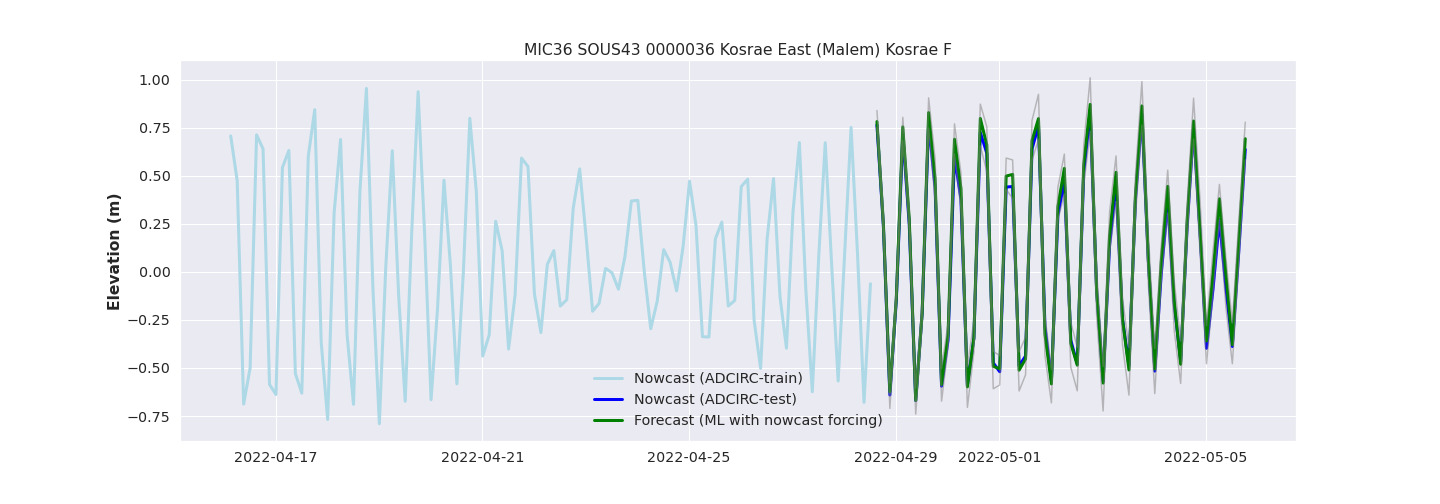 MIC36 SOUS43 0000036 Kosrae East (Malem) Kosrae F
Elevation (m)
1.00
0.75
0.50
0.25
0.00
−0.25
−0.50
−0.75
Nowcast (ADCIRC-train)
Nowcast (ADCIRC-test)
Forecast (ML with nowcast forcing)
2022-04-17
2022-04-21
2022-04-25
2022-04-29
2022-05-01
2022-05-05